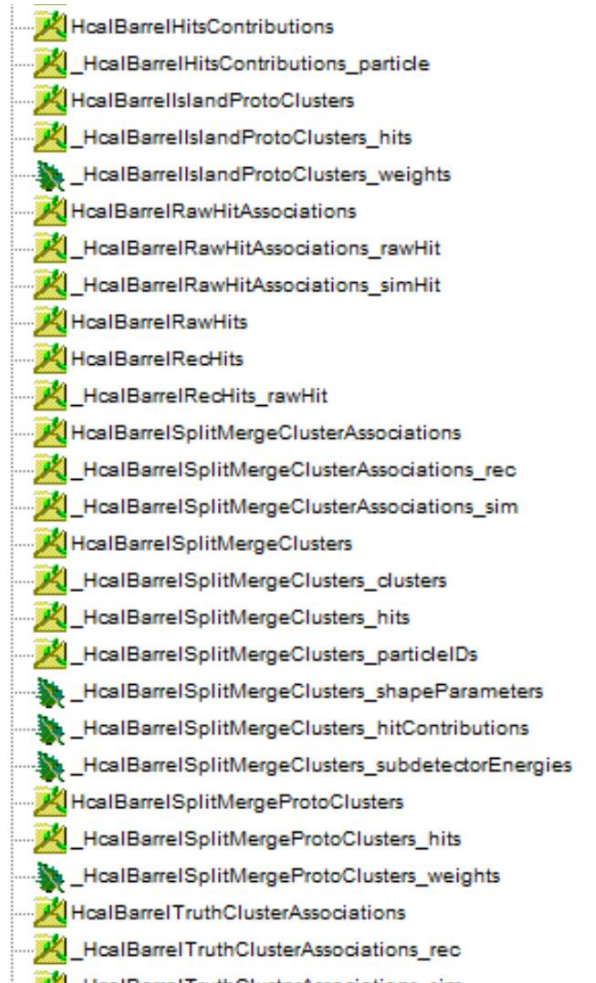 HcalBarrelHitsContributions
_HcalBarrelHitsContributions_particle
HcalBarrelIslandProtoClusters
_HcalBarrelIslandProtoClusters_hits
_HcalBarrelIslandProtoClusters_weights
HcalBarrelRawHitAssociations
_HcalBarrelRawHitAssociations_rawHit
_HcalBarrelRawHitAssociations_simHit
HcalBarrelRawHits
HcalBarrelRecHits
_HcalBarrelRecHits_rawHit
HcalBarrelSplitMergeClusterAssociations
_HcalBarrelSplitMergeClusterAssociations_rec
_HcalBarrelSplitMergeClusterAssociations_sim
HcalBarrelSplitMergeClusters
_HcalBarrelSplitMergeClusters_clusters
_HcalBarrelSplitMergeClusters_hits
_HcalBarrelSplitMergeClusters_particleIDs
_HcalBarrelSplitMergeClusters_shapeParameters
_HcalBarrelSplitMergeClusters_hitContributions
_HcalBarrelSplitMergeClusters_subdetectorEnergies
HcalBarrelSplitMergeProtoClusters
_HcalBarrelSplitMergeProtoClusters_hits
_HcalBarrelSplitMergeProtoClusters_weights
HcalBarrelTruthClusterAssociations
_HcalBarrelTruthClusterAssociations_rec
_HcalBarrelTruthClusterAssociations_sim